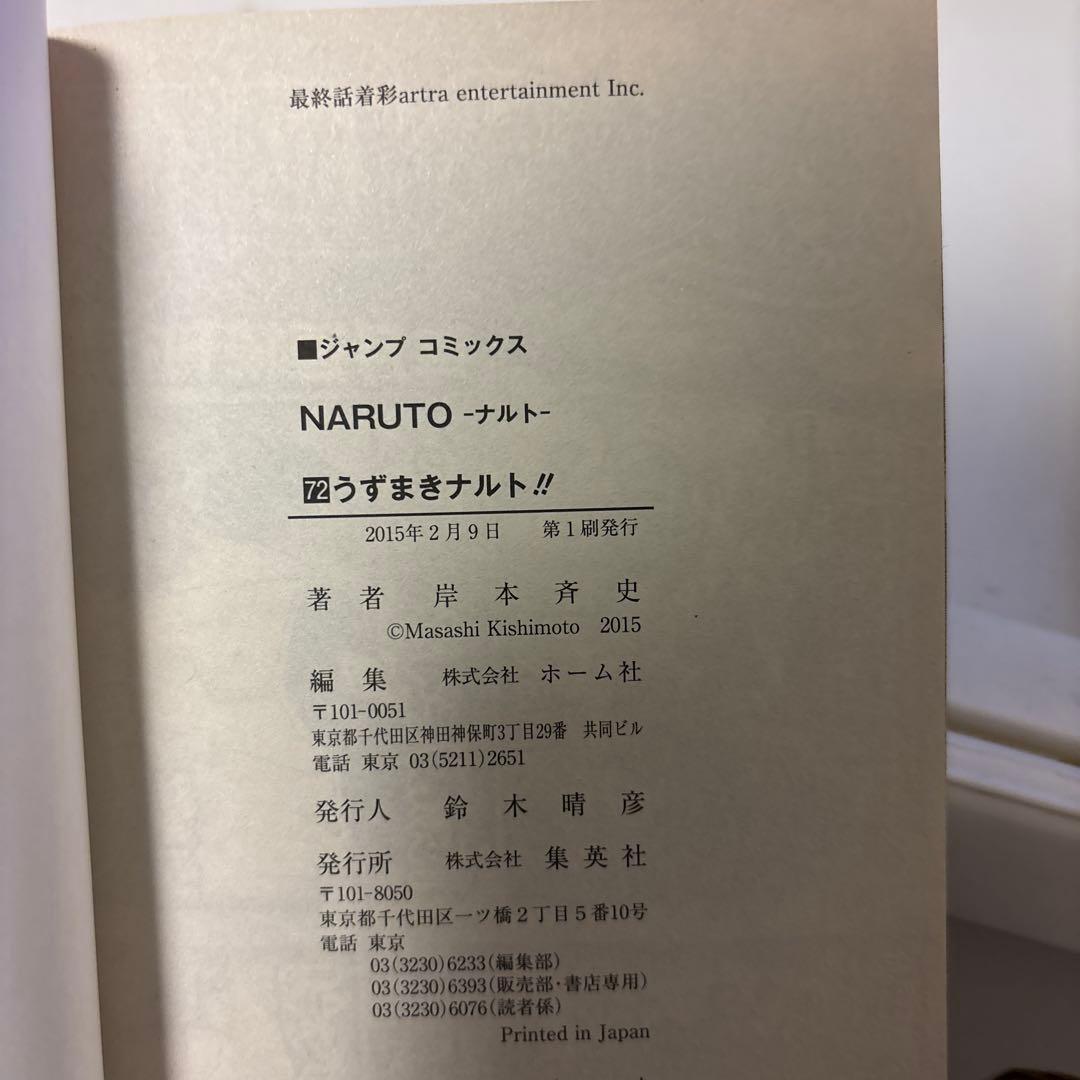 最終話着彩artra entertainment Inc.
■ジャンプ コミックス
NARUTO -ナルト-
72うずまきナルト!!
2015年2月9日　第1刷発行
著者　岸本斉史
©Masashi Kishimoto 2015
編集　株式会社 ホーム社
〒101-0051
東京都千代田区神田神保町3丁目29番 共同ビル
電話 東京 03(5211)2651
発行人　鈴木晴彦
発行所　株式会社 集英社
〒101-8050
東京都千代田区一ツ橋2丁目5番10号
電話 東京
03(3230)6233(編集部)
03(3230)6393(販売部・書店専用)
03(3230)6076(読者係)
Printed in Japan